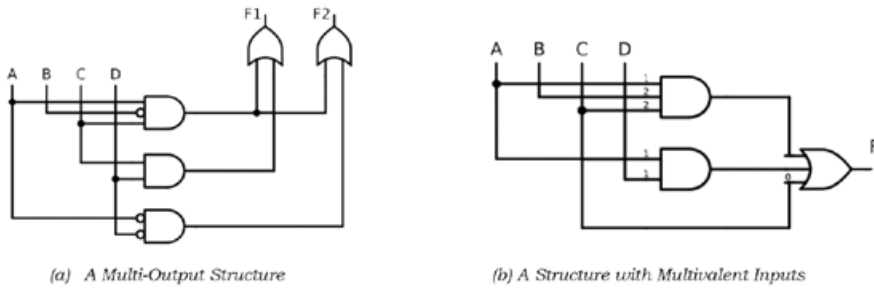 F1 F2
A B C D
A B C D
1
2
2
1
1
0
F
(a) A Multi-Output Structure
(b) A Structure with Multivalent Inputs